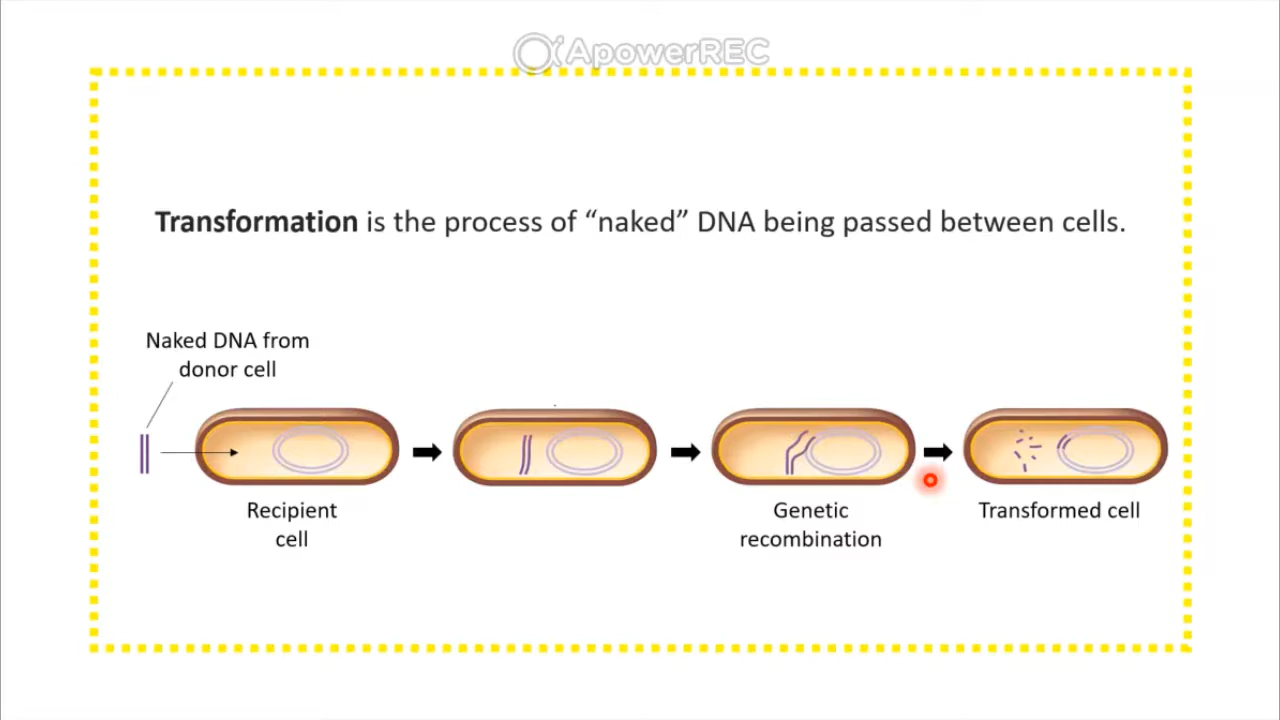 ApowerREC
Transformation is the process of “naked” DNA being passed between cells.
Naked DNA from
donor cell
Recipient
cell
Genetic
recombination
Transformed cell